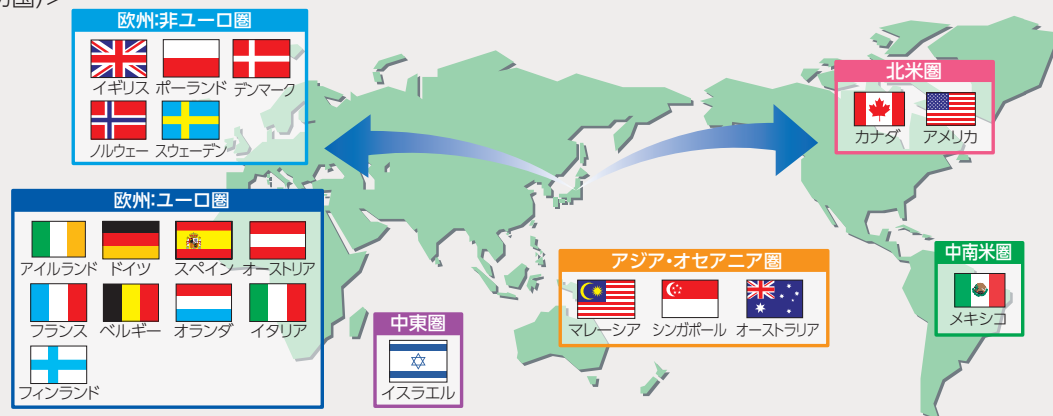 欧州:非ユーロ圏
イギリス ポーランド デンマーク
ノルウェー スウェーデン
北米圏
カナダ アメリカ
欧州:ユーロ圏
アイルランド ドイツ スペイン オーストリア
フランス ベルギー オランダ イタリア
フィンランド
中東圏
イスラエル
アジア・オセアニア圏
マレーシア シンガポール オーストラリア
中南米圏
メキシコ